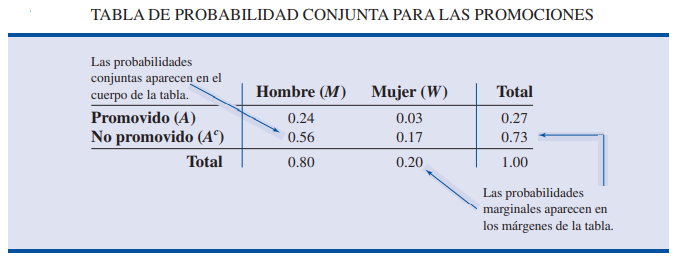 TABLA DE PROBABILIDAD CONJUNTA PARA LAS PROMOCIONES
Las probabilidades
conjuntas aparecen en el
cuerpo de la tabla.
Hombre (M) Mujer (W) Total
Promovido (A) 0.24 0.03 0.27
No promovido (Aᶜ) 0.56 0.17 0.73
Total 0.80 0.20 1.00
Las probabilidades
marginales aparecen en
los márgenes de la tabla.